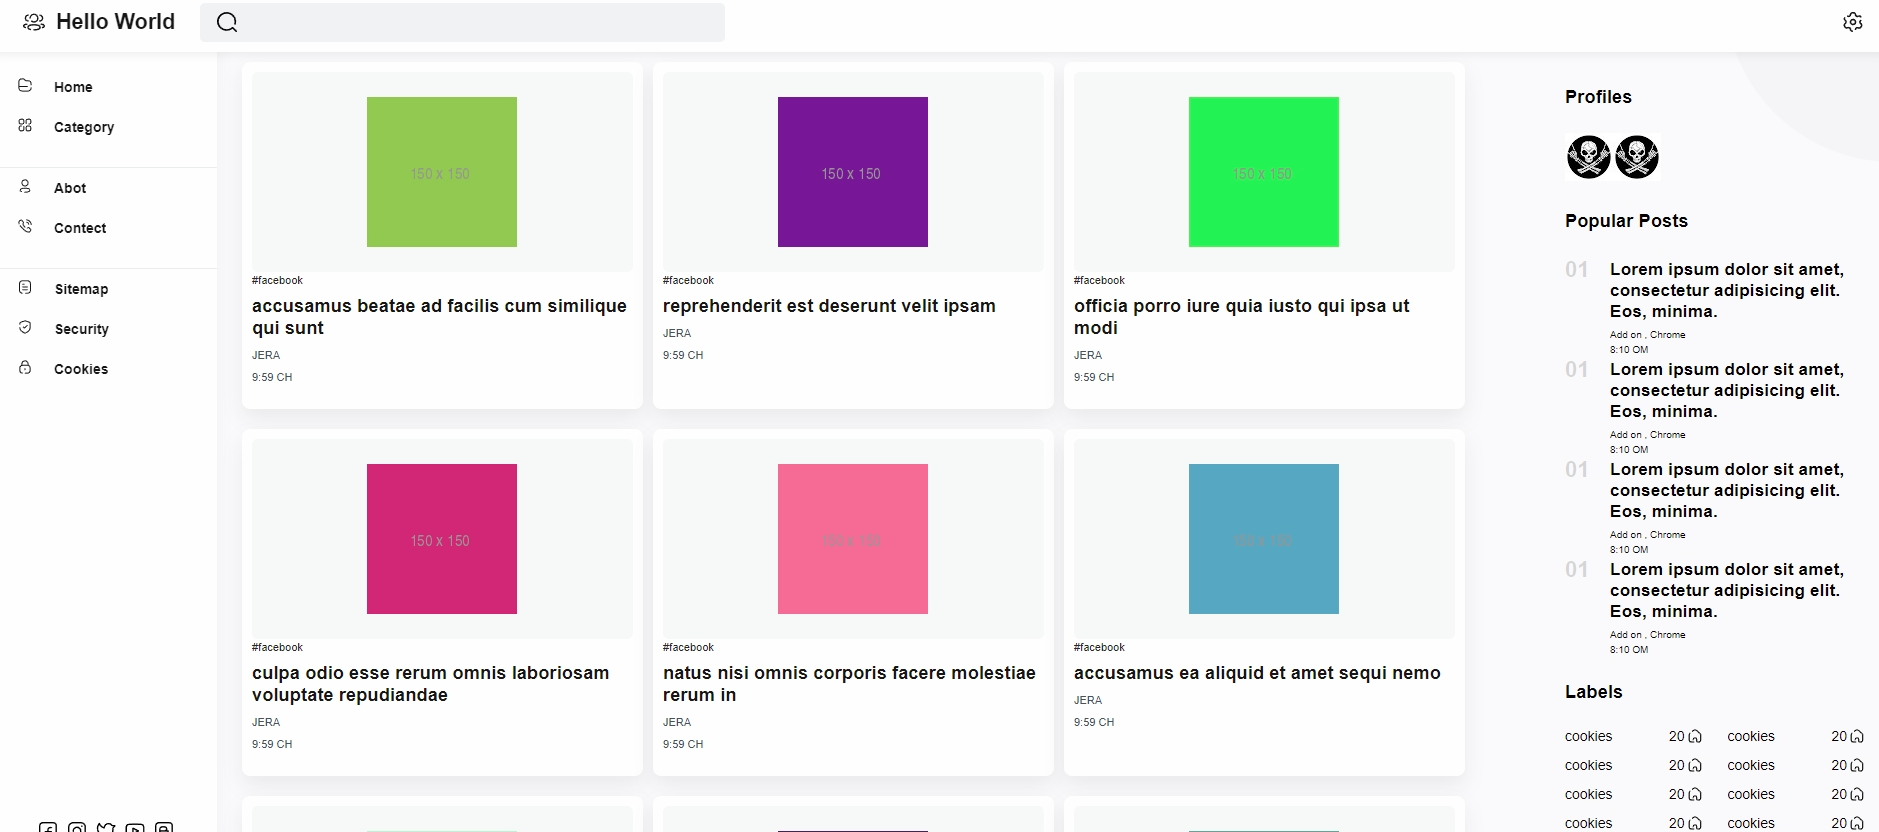 Hello World
Home
Category
Abot
Contect
Sitemap
Security
Cookies
150 x 150
#facebook
accusamus beatae ad facilis cum similique
qui sunt
JERA
9:59 CH
150 x 150
#facebook
reprehenderit est deserunt velit ipsam
JERA
9:59 CH
150 x 150
#facebook
officia porro iure quia iusto qui ipsa ut
modi
JERA
9:59 CH
150 x 150
#facebook
culpa odio esse rerum omnis laboriosam
voluptate repudiandae
JERA
9:59 CH
150 x 150
#facebook
natus nisi omnis corporis facere molestiae
rerum in
JERA
9:59 CH
150 x 150
#facebook
accusamus ea aliquid et amet sequi nemo
JERA
9:59 CH
Profiles
Popular Posts
01 Lorem ipsum dolor sit amet,
consectetur adipisicing elit.
Eos, minima.
Add on , Chrome
8:10 OM
01 Lorem ipsum dolor sit amet,
consectetur adipisicing elit.
Eos, minima.
Add on , Chrome
8:10 OM
01 Lorem ipsum dolor sit amet,
consectetur adipisicing elit.
Eos, minima.
Add on , Chrome
8:10 OM
01 Lorem ipsum dolor sit amet,
consectetur adipisicing elit.
Eos, minima.
Add on , Chrome
8:10 OM
Labels
cookies 20 cookies 20
cookies 20 cookies 20
cookies 20 cookies 20
cookies 20 cookies 20